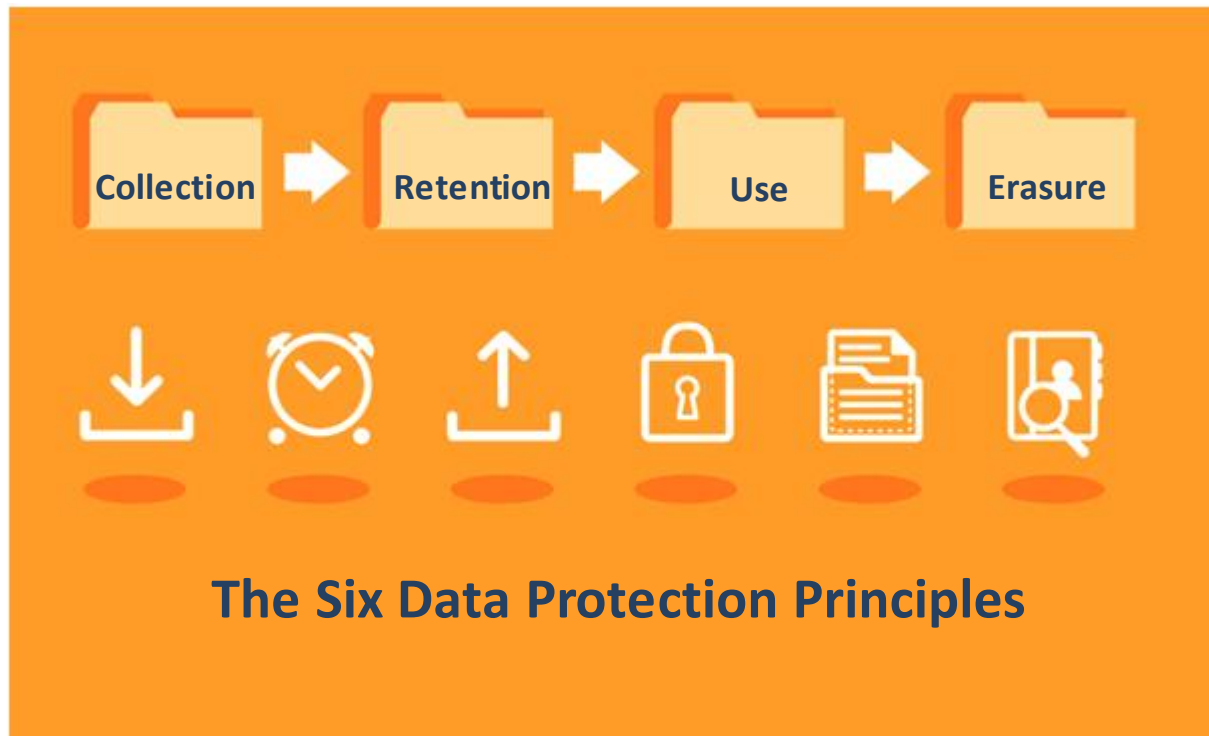 Collection
Retention
Use
Erasure
The Six Data Protection Principles